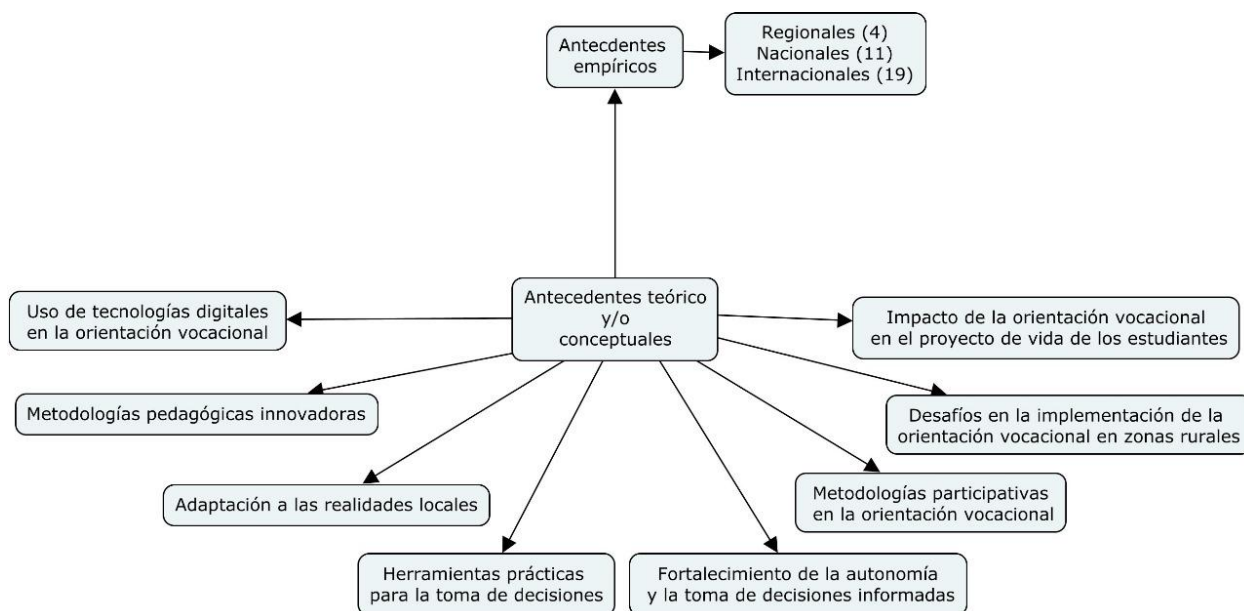 Antecdentes
empíricos
Regionales (4)
Nacionales (11)
Internacionales (19)
Antecedentes teórico
y/o
conceptuales
Uso de tecnologías digitales
en la orientación vocacional
Impacto de la orientación vocacional
en el proyecto de vida de los estudiantes
Metodologías pedagógicas innovadoras
Desafíos en la implementación de la
orientación vocacional en zonas rurales
Adaptación a las realidades locales
Metodologías participativas
en la orientación vocacional
Herramientas prácticas
para la toma de decisiones
Fortalecimiento de la autonomía
y la toma de decisiones informadas